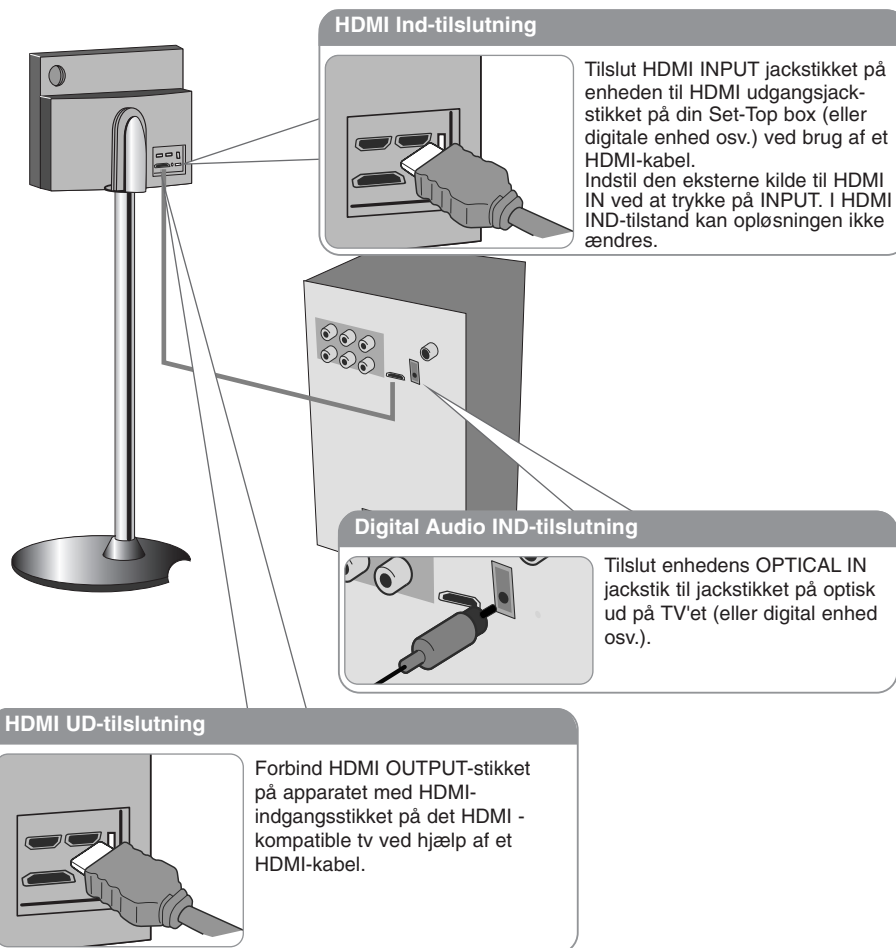 HDMI Ind-tilslutning
Tilslut HDMI INPUT jackstikket på
enheden til HDMI udgangsjack-
stikket på din Set-Top box (eller
digitale enhed osv.) ved brug af et
HDMI-kabel.
Indstil den eksterne kilde til HDMI
IN ved at trykke på INPUT. I HDMI
IND-tilstand kan opløsningen ikke
ændres.
Digital Audio IND-tilslutning
Tilslut enhedens OPTICAL IN
jackstik til jackstikket på optisk
ud på TV'et (eller digital enhed
osv.).
HDMI UD-tilslutning
Forbind HDMI OUTPUT-stikket
på apparatet med HDMI-
indgangsstikket på det HDMI -
kompatible tv ved hjælp af et
HDMI-kabel.